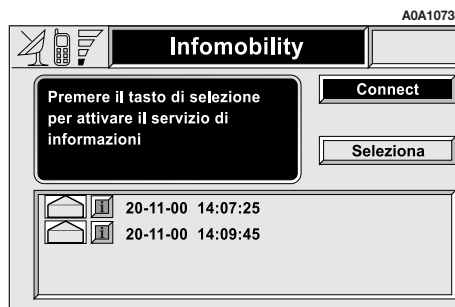 A0A1073
Infomobility
Premere il tasto di selezione
per attivare il servizio di
informazioni
Connect
Seleziona
i 20-11-00 14:07:25
i 20-11-00 14:09:45